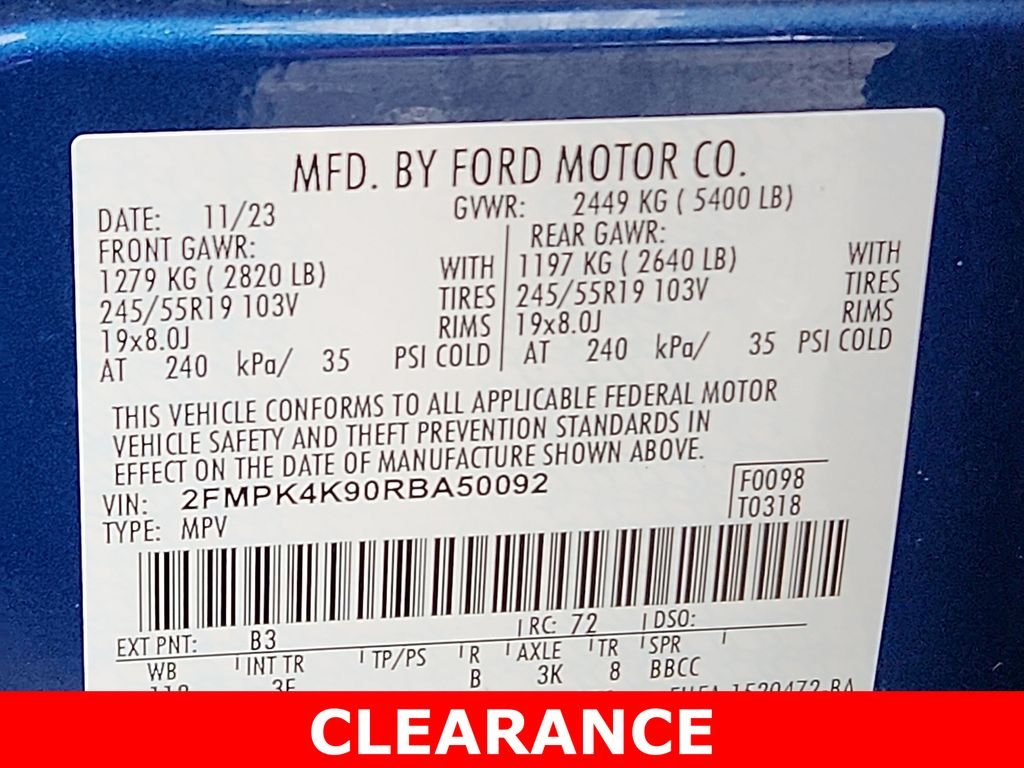 MFD. BY FORD MOTOR CO.
DATE: 11/23 GVWR: 2449 KG ( 5400 LB)
FRONT GAWR: REAR GAWR:
1279 KG ( 2820 LB) WITH 1197 KG ( 2640 LB) WITH
245/55R19 103V TIRES 245/55R19 103V TIRES
19x8.0J RIMS 19x8.0J RIMS
AT 240 kPa/ 35 PSI COLD AT 240 kPa/ 35 PSI COLD
THIS VEHICLE CONFORMS TO ALL APPLICABLE FEDERAL MOTOR
VEHICLE SAFETY AND THEFT PREVENTION STANDARDS IN
EFFECT ON THE DATE OF MANUFACTURE SHOWN ABOVE.
VIN: 2FMPK4K90RBA50092 F0098
TYPE: MPV T0318
EXT PNT: B3 RC: 72 DSO:
WB INT TR TP/PS R AXLE TR SPR
B 3K 8 BBCC
CLEARANCE